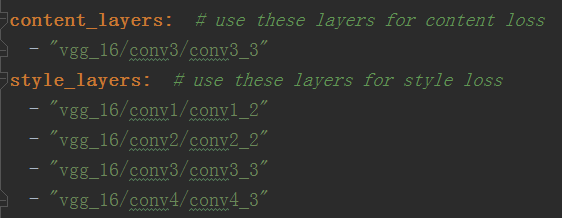 content_layers:  # use these layers for content loss
- "vgg_16/conv3/conv3_3"
style_layers:  # use these layers for style loss
- "vgg_16/conv1/conv1_2"
- "vgg_16/conv2/conv2_2"
- "vgg_16/conv3/conv3_3"
- "vgg_16/conv4/conv4_3"